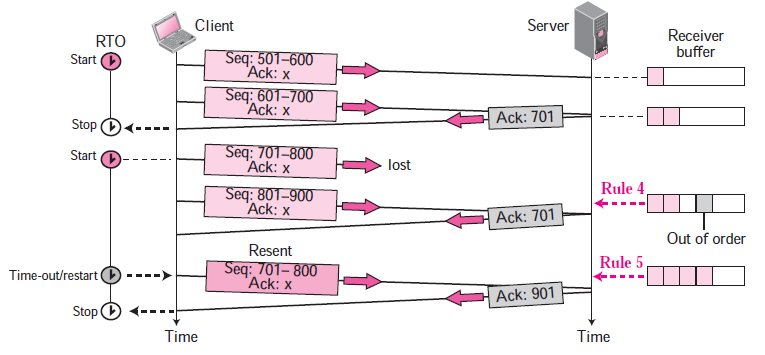 Client
Server
RTO
Receiver
buffer
Start
Seq: 501–600
Ack: x
Seq: 601–700
Ack: x
Ack: 701
Stop
Start
Seq: 701–800
Ack: x
lost
Seq: 801–900
Ack: x
Rule 4
Ack: 701
Out of order
Resent
Rule 5
Time-out/restart
Seq: 701– 800
Ack: x
Ack: 901
Stop
Time
Time